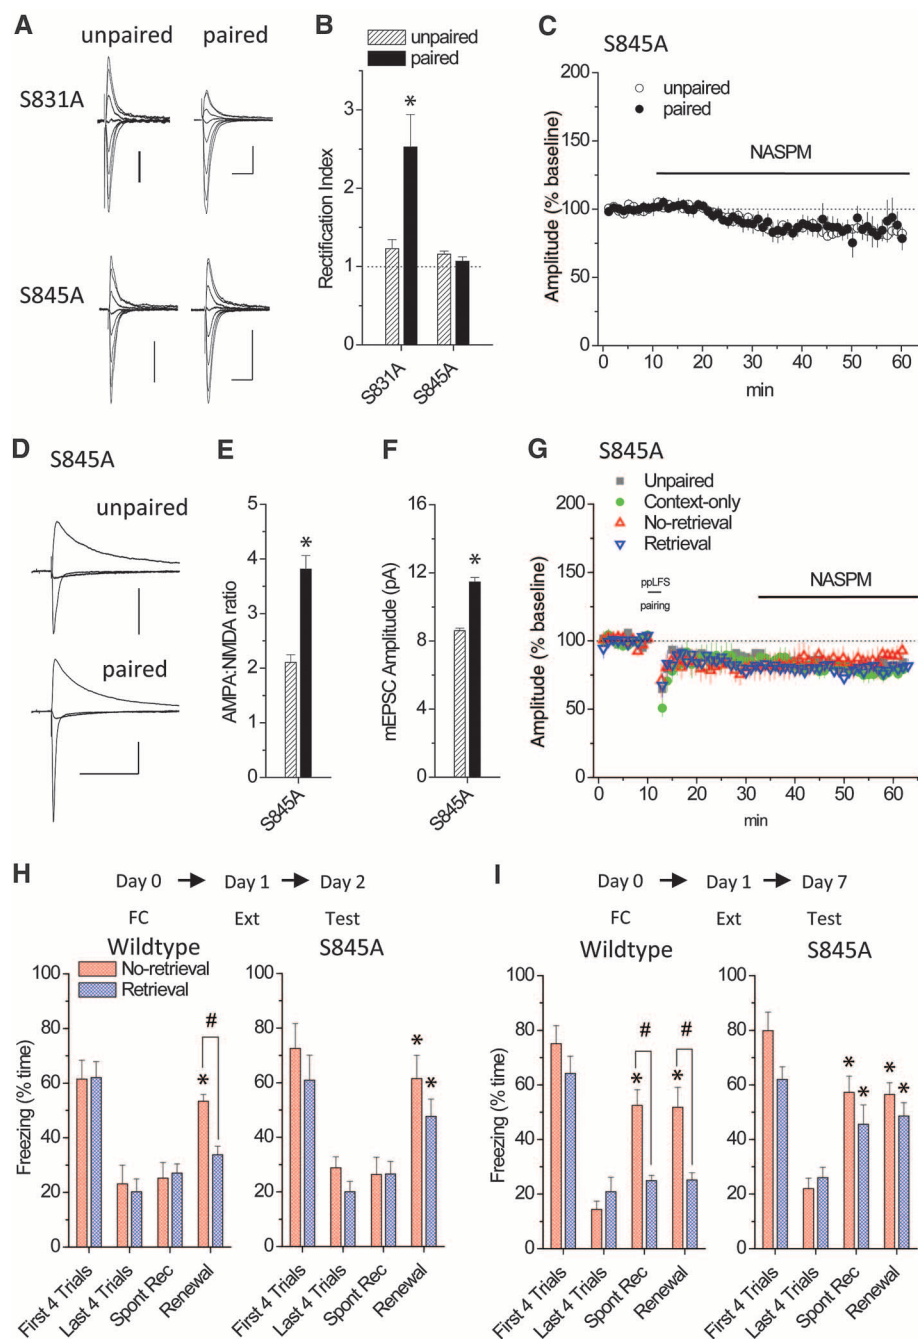 A
unpaired paired
S831A
S845A
B
unpaired
paired
Rectification Index
3
2
1
0
*
S831A
S845A
C
S845A
unpaired
paired
NASPM
Amplitude (% baseline)
200
150
100
50
0
0 10 20 30 40 50 60
min
D
S845A
unpaired
paired
E
AMPA:NMDA ratio
5
4
3
2
1
0
*
S845A
F
mEPSC Amplitude (pA)
16
12
8
4
0
*
S845A
G
S845A
Unpaired
Context-only
No-retrieval
Retrieval
ppLFS
pairing
NASPM
Amplitude (% baseline)
200
150
100
50
0
0 10 20 30 40 50 60
min
H
Day 0 → Day 1 → Day 2
FC Ext Test
Wildtype
No-retrieval
Retrieval
Freezing (% time)
100
80
60
40
20
0
#
*
First 4 Trials
Last 4 Trials
Spont Rec
Renewal
S845A
* *
First 4 Trials
Last 4 Trials
Spont Rec
Renewal
I
Day 0 → Day 1 → Day 7
FC Ext Test
Wildtype
Freezing (% time)
100
80
60
40
20
0
# #
* *
First 4 Trials
Last 4 Trials
Spont Rec
Renewal
S845A
* * * *
First 4 Trials
Last 4 Trials
Spont Rec
Renewal